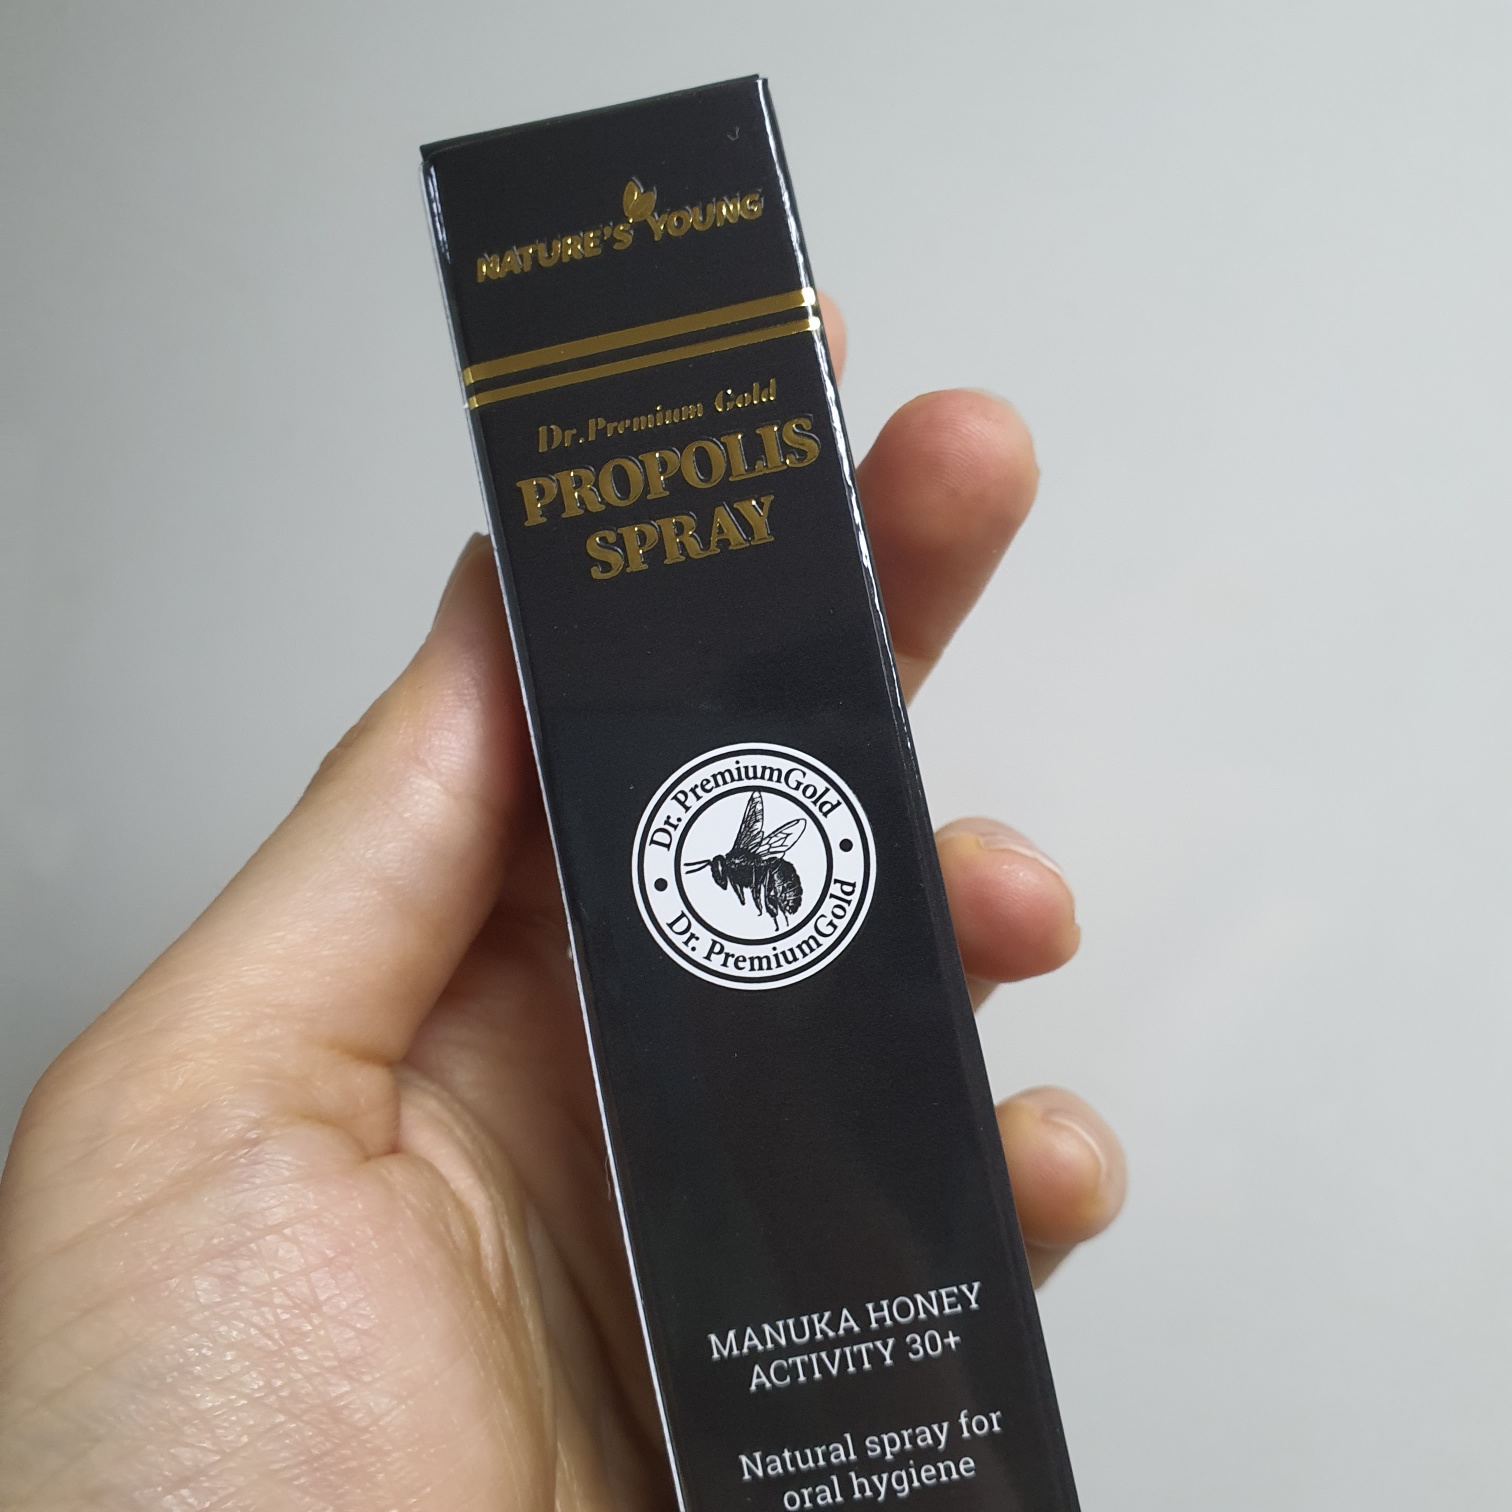 NATURE'S YOUNG
Dr.Premium Gold
PROPOLIS
SPRAY
Dr. PremiumGold
Dr. PremiumGold
MANUKA HONEY
ACTIVITY 30+
Natural spray for
oral hygiene